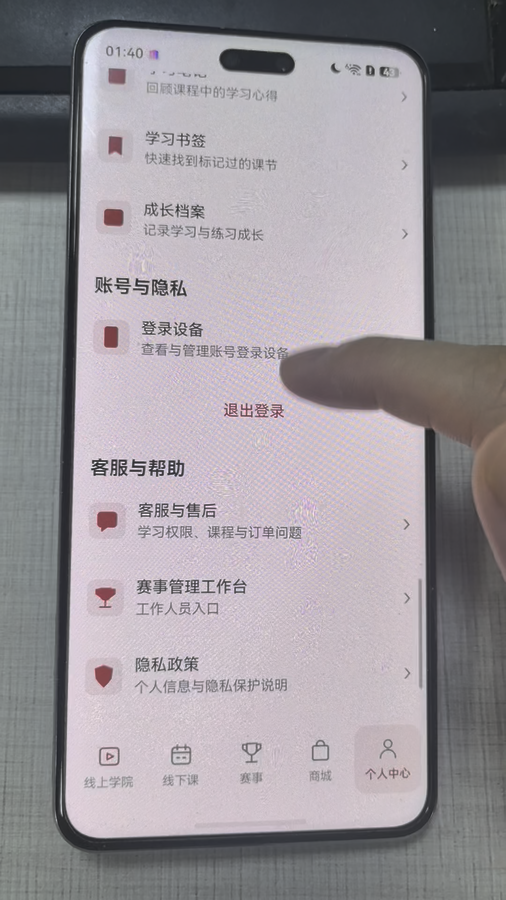 01:40
回顾课程中的学习心得
学习书签
快速找到标记过的课节
成长档案
记录学习与练习成长
账号与隐私
登录设备
查看与管理账号登录设备
退出登录
客服与帮助
客服与售后
学习权限、课程与订单问题
赛事管理工作台
工作人员入口
隐私政策
个人信息与隐私保护说明
线上学院
线下课
赛事
商城
个人中心